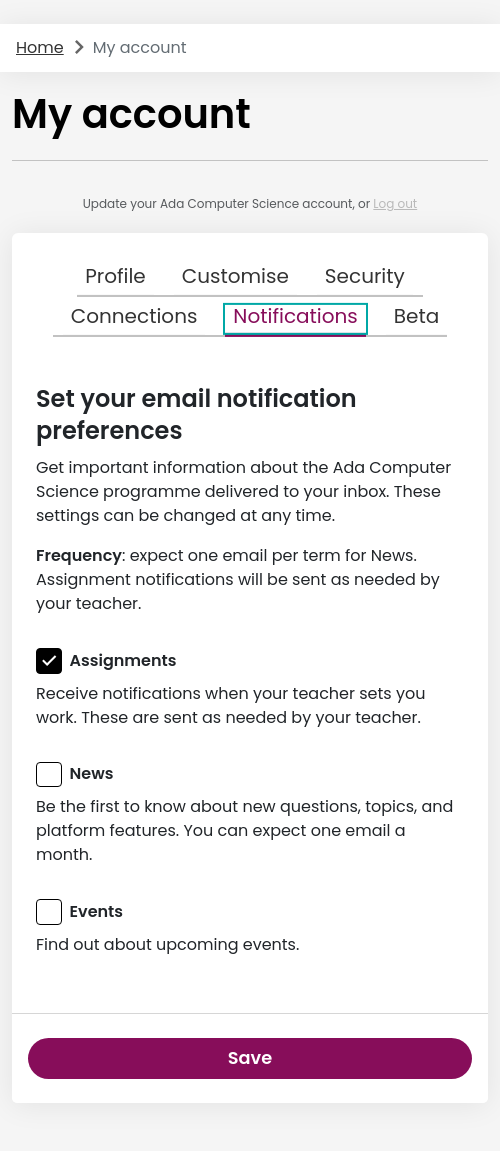 Home > My account
My account
Update your Ada Computer Science account, or Log out
Profile Customise Security
Connections Notifications Beta
Set your email notification
preferences
Get important information about the Ada Computer
Science programme delivered to your inbox. These
settings can be changed at any time.
Frequency: expect one email per term for News.
Assignment notifications will be sent as needed by
your teacher.
Assignments
Receive notifications when your teacher sets you
work. These are sent as needed by your teacher.
News
Be the first to know about new questions, topics, and
platform features. You can expect one email a
month.
Events
Find out about upcoming events.
Save